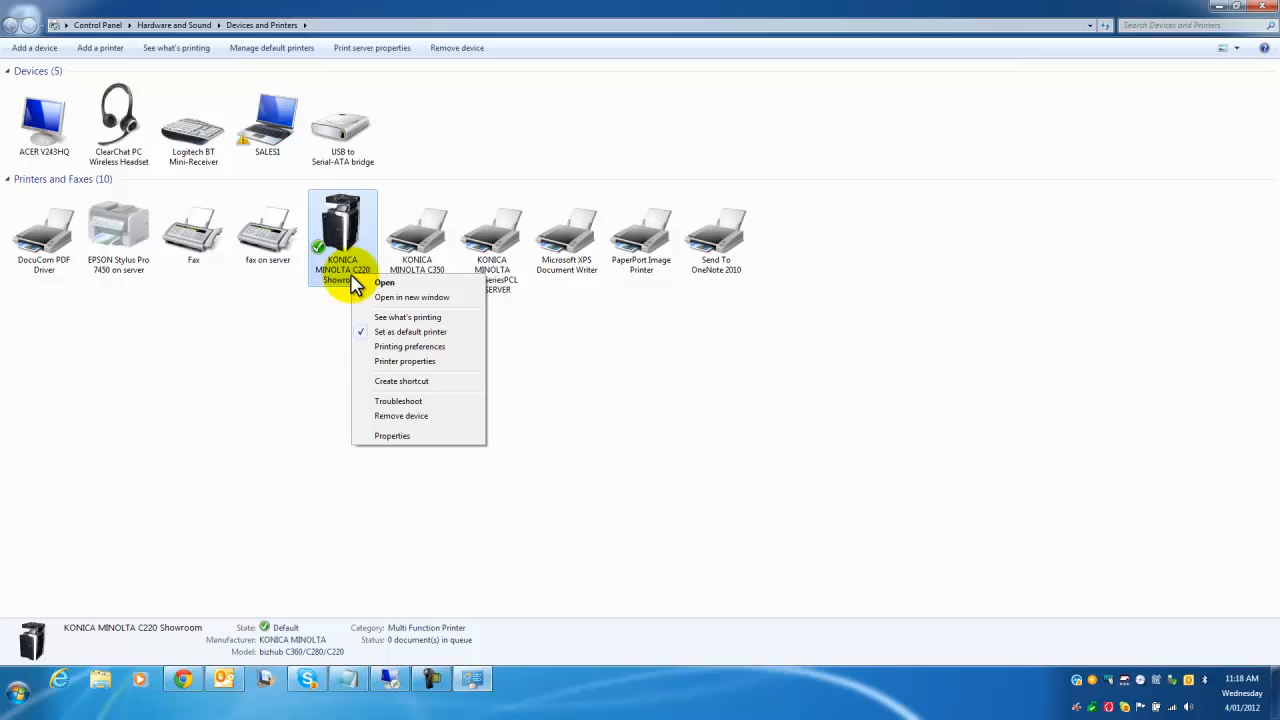 Control Panel Hardware and Sound Devices and Printers
Search Devices and Printers
Add a device Add a printer See what's printing Manage default printers Print server properties Remove device
Devices (5)
ACER V243HQ
ClearChat PC
Wireless Headset
Logitech BT
Mini-Receiver
SALES1
USB to
Serial-ATA bridge
Printers and Faxes (10)
DocuCom PDF
Driver
EPSON Stylus Pro
7450 on server
Fax
fax on server
KONICA
MINOLTA C220
KONICA
MINOLTA C350
KONICA
MINOLTA
SeriesPCL
SERVER
Microsoft XPS
Document Writer
PaperPort Image
Printer
Send To
OneNote 2010
Open
Open in new window
See what's printing
Set as default printer
Printing preferences
Printer properties
Create shortcut
Troubleshoot
Remove device
Properties
KONICA MINOLTA C220 Showroom
State: Default
Manufacturer: KONICA MINOLTA
Model: bizhub C360/C280/C220
Category: Multi Function Printer
Status: 0 document(s) in queue
11:18 AM
Wednesday
4/01/2012